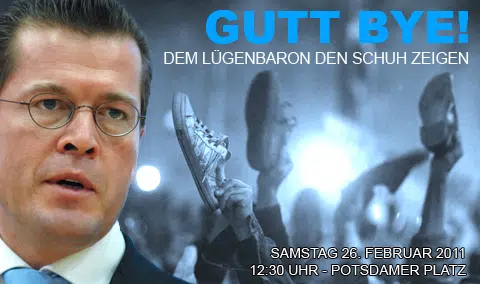 GUTT BYE!
DEM LÜGENBARON DEN SCHUH ZEIGEN
SAMSTAG 26. FEBRUAR 2011
12:30 UHR - POTSDAMER PLATZ